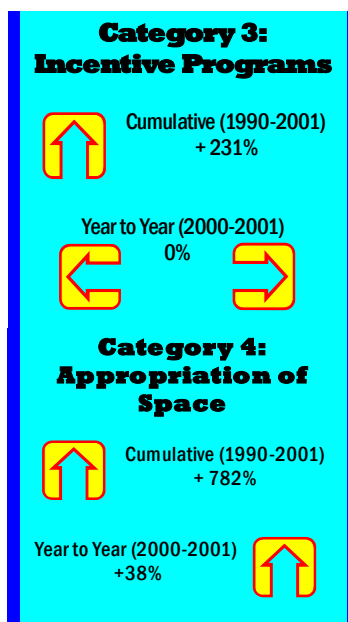 Category 3:
Incentive Programs
Cumulative (1990-2001)
+ 231%
Year to Year (2000-2001)
0%
Category 4:
Appropriation of
Space
Cumulative (1990-2001)
+ 782%
Year to Year (2000-2001)
+38%